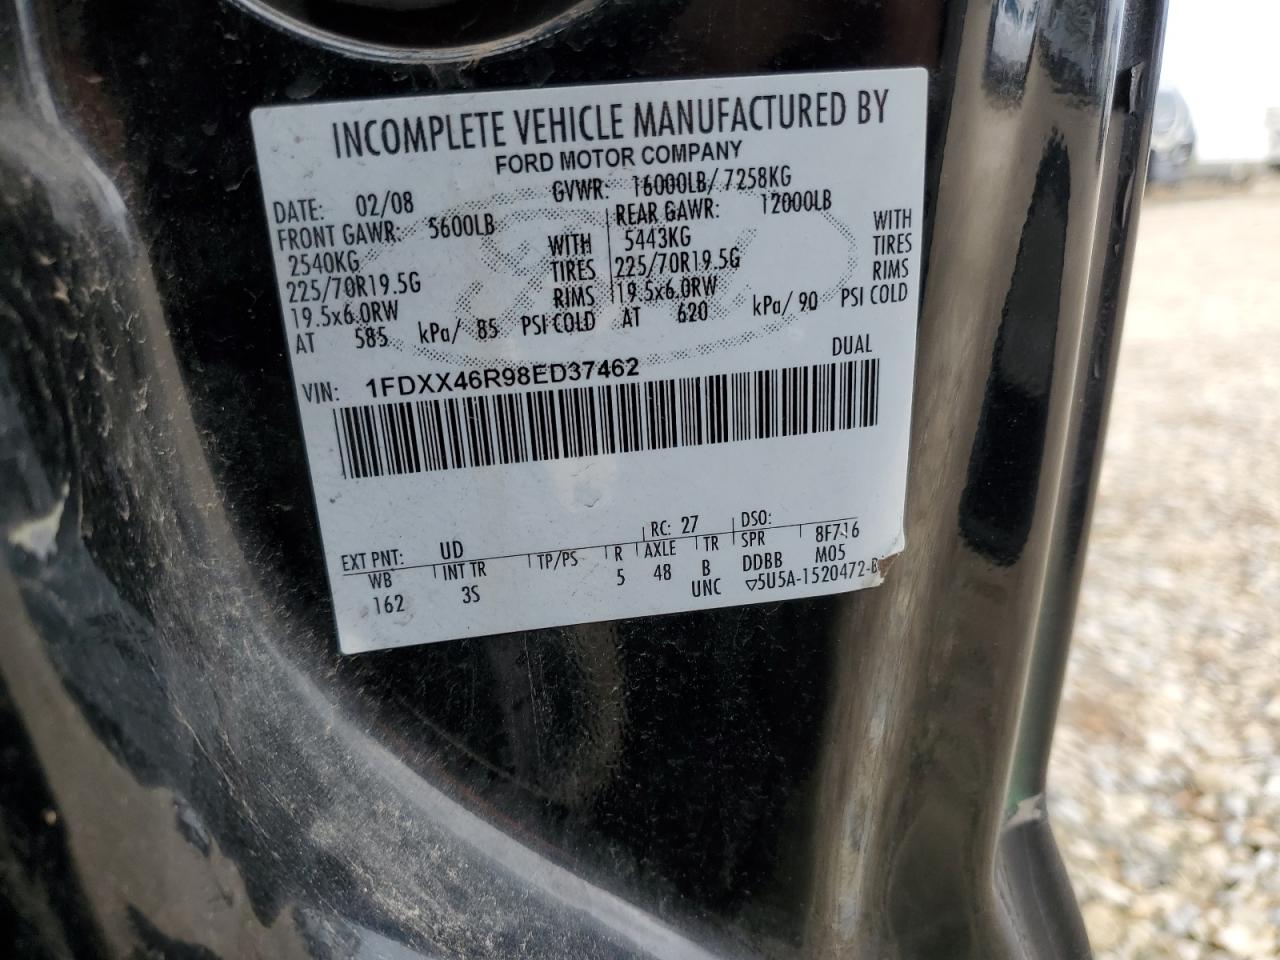 INCOMPLETE VEHICLE MANUFACTURED BY
FORD MOTOR COMPANY
DATE: 02/08 GVWR: 16000LB/ 7258KG
FRONT GAWR: 5600LB REAR GAWR: 12000LB
2540KG WITH 5443KG WITH
225/70R19.5G TIRES 225/70R19.5G TIRES
19.5x6.0RW RIMS 19.5x6.0RW RIMS
AT 585 kPa/ 85 PSI COLD AT 620 kPa/ 90 PSI COLD
DUAL
VIN: 1FDXX46R98ED37462
EXT PNT: UD RC: 27 DSO:
WB INT TR TP/PS R AXLE TR SPR 8F716
162 3S 5 48 B DDBB M05
UNC ▽5U5A-1520472-B